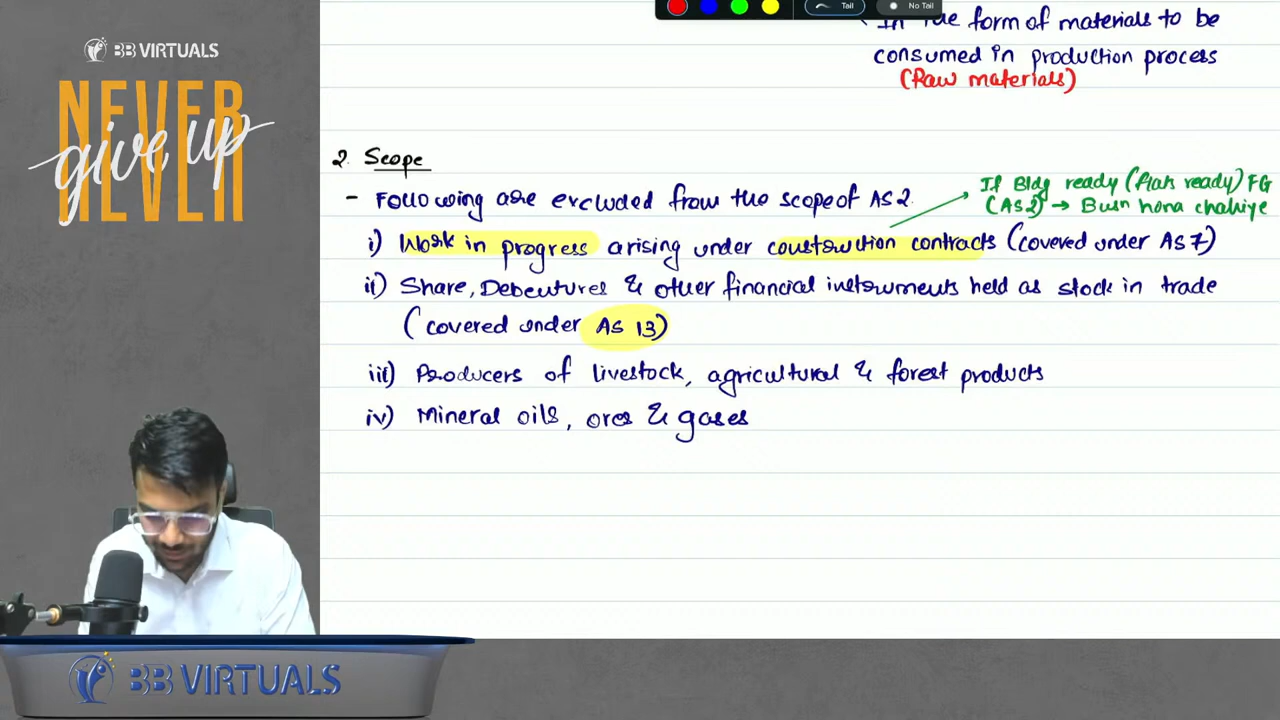 BB VIRTUALS
NEVER
give up
NEVER
Tail
No Tail
In the form of materials to be
consumed in production process
(Raw materials)
2. Scope
- Following are excluded from the scope of AS 2.
If Bldg ready (flats ready) FG
(AS2) → Busn hona chahiye
i) Work in progress arising under construction contracts (covered under AS 7)
ii) Share, Debentures & other financial instruments held as stock in trade
(covered under AS 13)
iii) Producers of livestock, agricultural & forest products
iv) Mineral oils, ores & gases
BB VIRTUALS